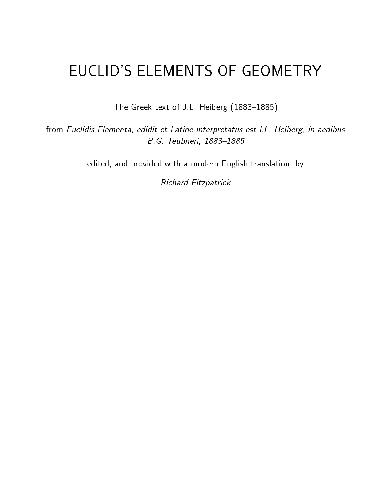 EUCLID'S ELEMENTS OF GEOMETRY
The Greek text of J.L. Heiberg (1883–1885)
from Euclidis Elementa, edidit et Latine interpretatus est I.L. Heiberg, in aedibus
B.G. Teubneri, 1883–1885
edited, and provided with a modern English translation, by
Richard Fitzpatrick